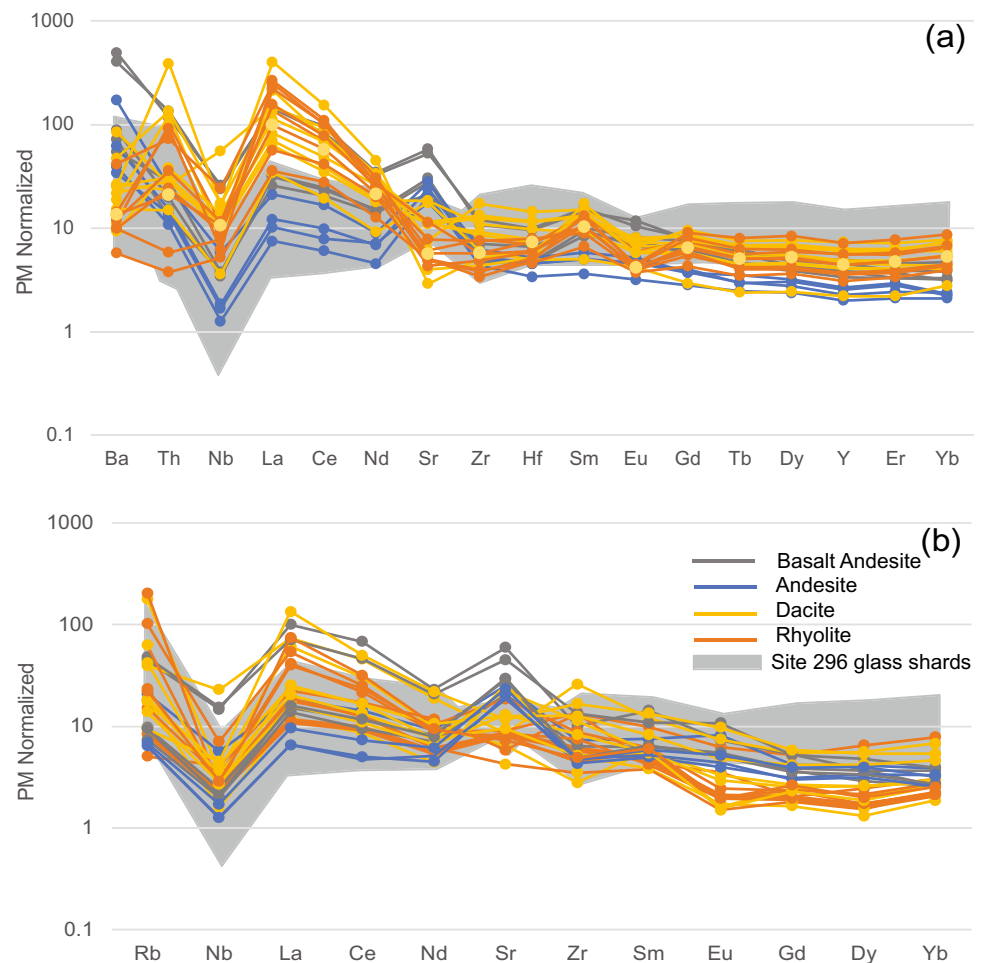 (a)
1000
100
10
1
0.1
PM Normalized
Ba Th Nb La Ce Nd Sr Zr Hf Sm Eu Gd Tb Dy Y Er Yb
(b)
1000
100
10
1
0.1
PM Normalized
Basalt Andesite
Andesite
Dacite
Rhyolite
Site 296 glass shards
Rb Nb La Ce Nd Sr Zr Sm Eu Gd Dy Yb